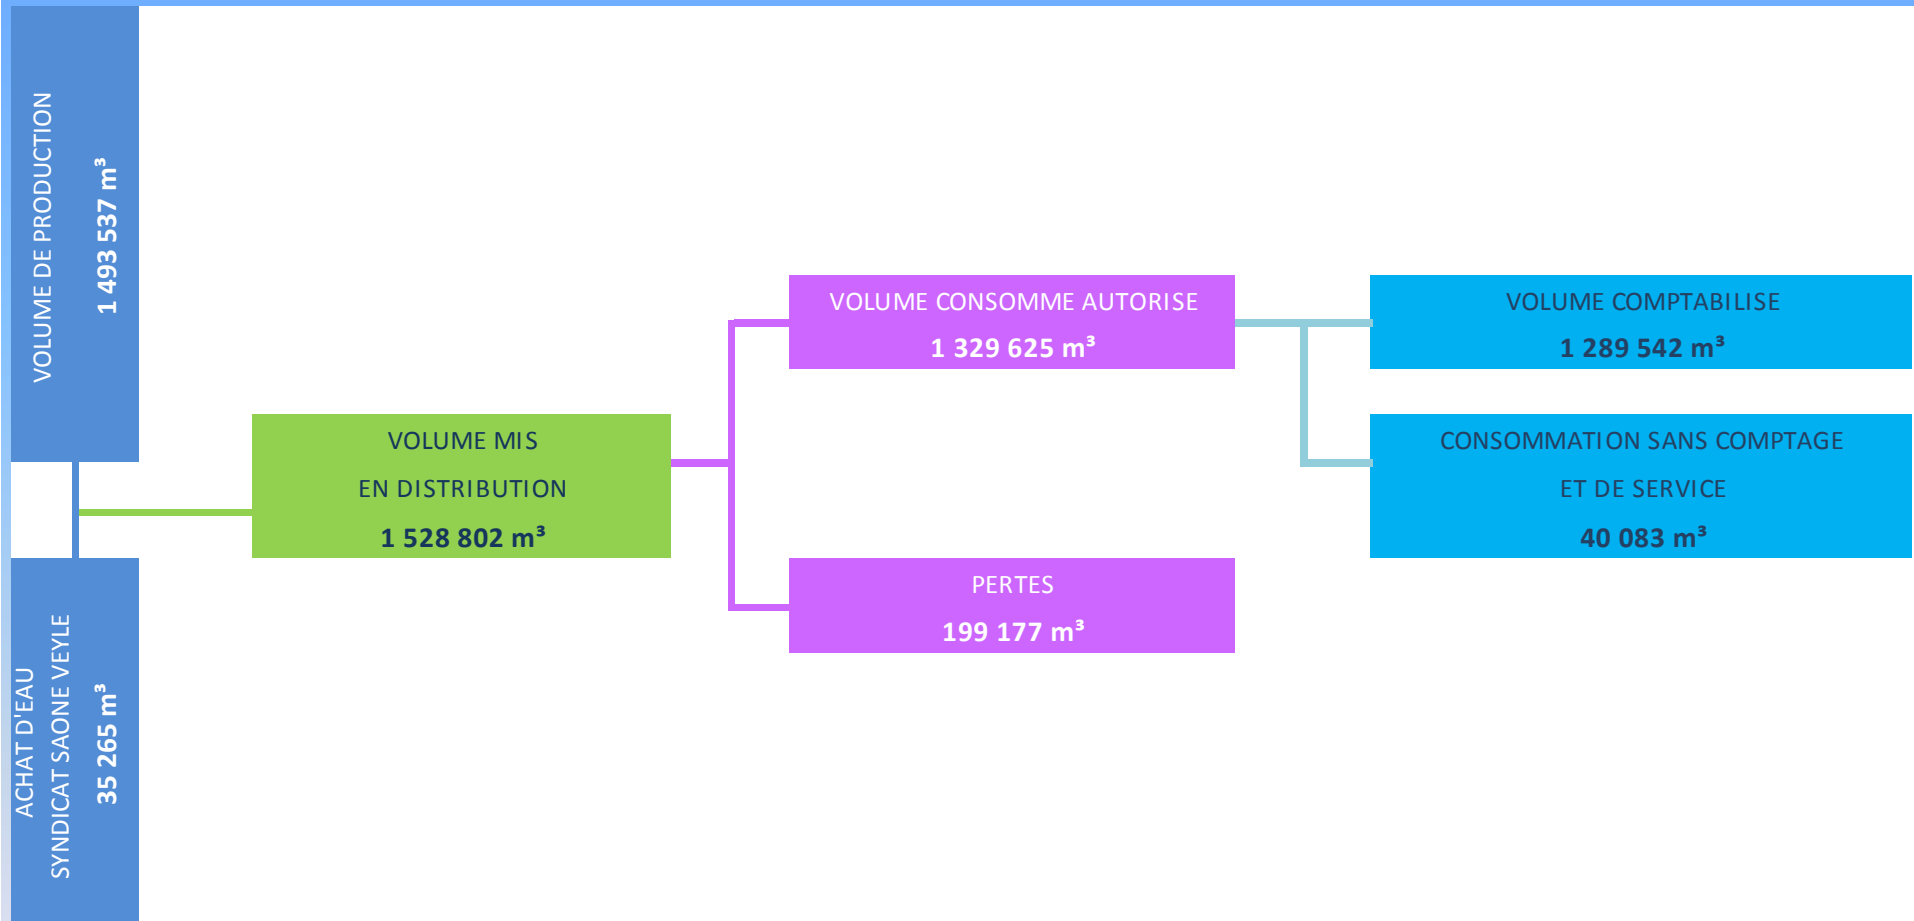 VOLUME DE PRODUCTION
1 493 537 m³
ACHAT D'EAU
SYNDICAT SAONE VEYLE
35 265 m³
VOLUME MIS
EN DISTRIBUTION
1 528 802 m³
VOLUME CONSOMME AUTORISE
1 329 625 m³
PERTES
199 177 m³
VOLUME COMPTABILISE
1 289 542 m³
CONSOMMATION SANS COMPTAGE
ET DE SERVICE
40 083 m³